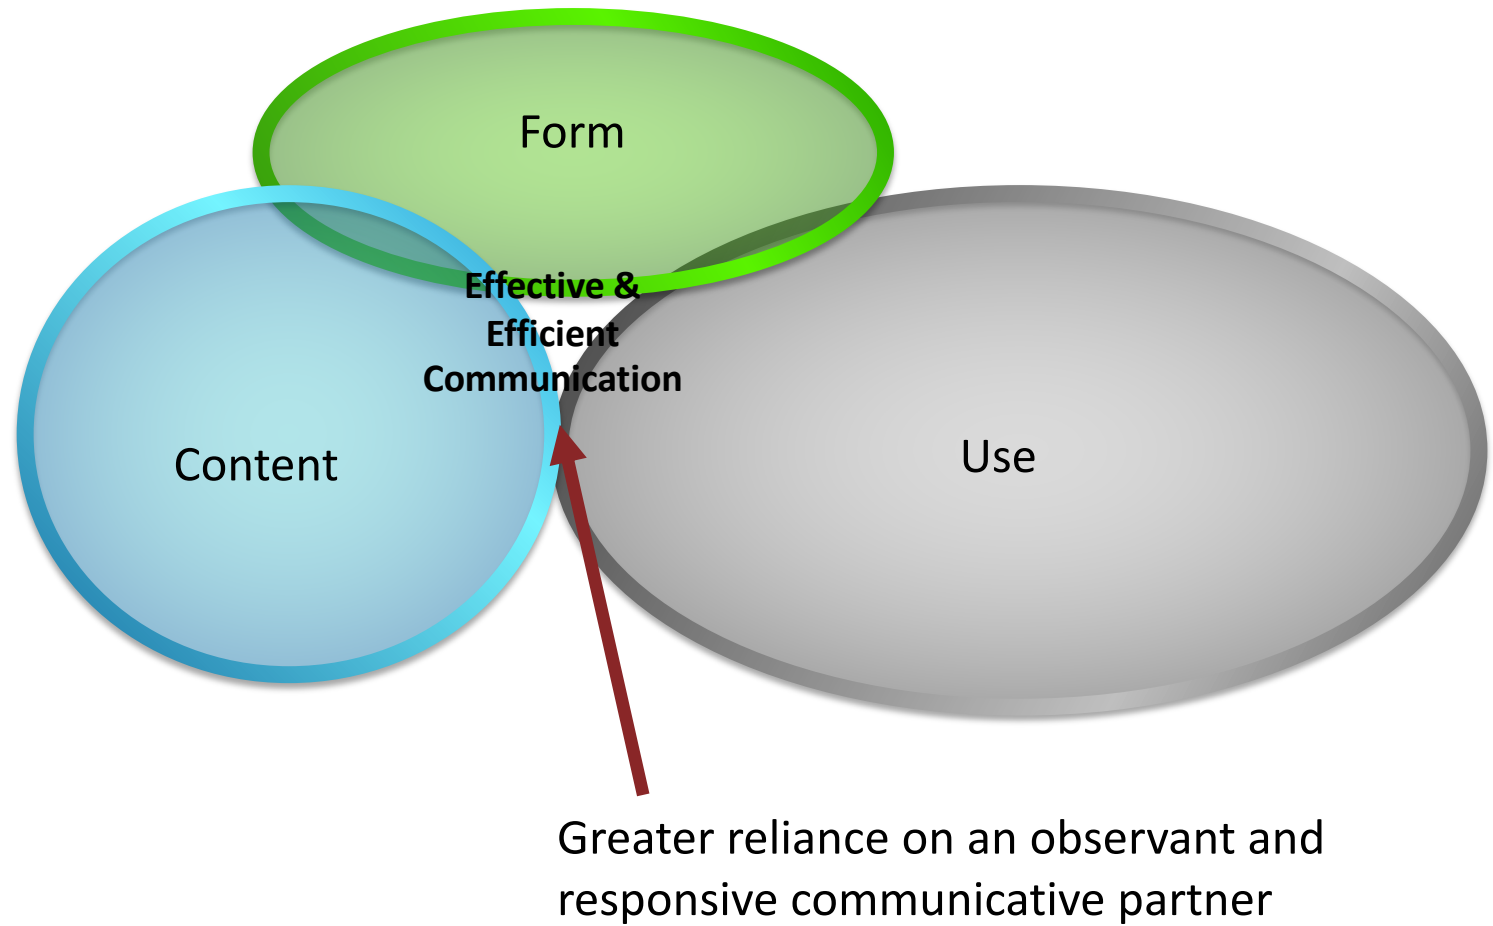 Form
Effective &
Efficient
Communication
Content
Use
Greater reliance on an observant and
responsive communicative partner